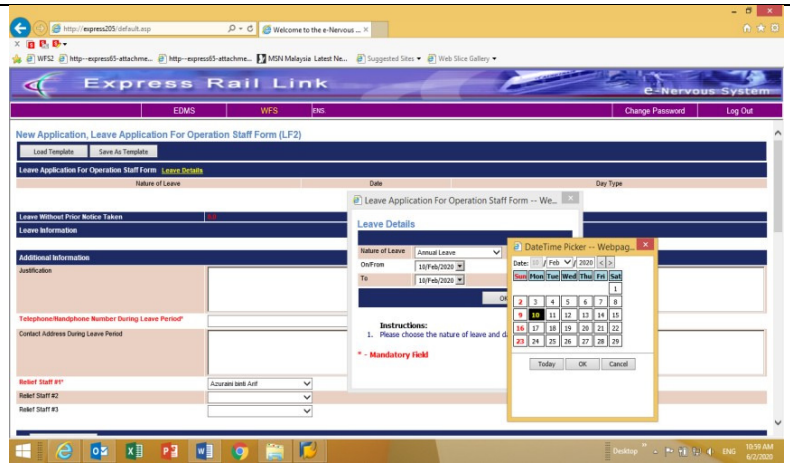 http://express205/default.asp
Welcome to the e-Nervous ...
WFS2 http--express65-attachme... http--express65-attachme... MSN Malaysia Latest Ne... Suggested Sites Web Slice Gallery
Express Rail Link
e-Nervous System
EDMS WFS ENS Change Password Log Out
New Application, Leave Application For Operation Staff Form (LF2)
Load Template Save As Template
Leave Application For Operation Staff Form Leave Details
Nature of Leave Date Day Type
Leave Without Prior Notice Taken
Leave Information
Additional Information
Justification
Telephone/Handphone Number During Leave Period*
Contact Address During Leave Period
Relief Staff #1* Azuraini binti Arif
Relief Staff #2
Relief Staff #3
Leave Application For Operation Staff Form -- We...
Leave Details
Nature of Leave Annual Leave
On/From 10/Feb/2020
To 10/Feb/2020
Instructions:
1. Please choose the nature of leave and d
* - Mandatory Field
DateTime Picker -- Webpag...
Date: 10 / Feb / 2020 < >
Sun Mon Tue Wed Thu Fri Sat
1
2 3 4 5 6 7 8
9 10 11 12 13 14 15
16 17 18 19 20 21 22
23 24 25 26 27 28 29
Today OK Cancel
Desktop ENG 10:59 AM
6/2/2020